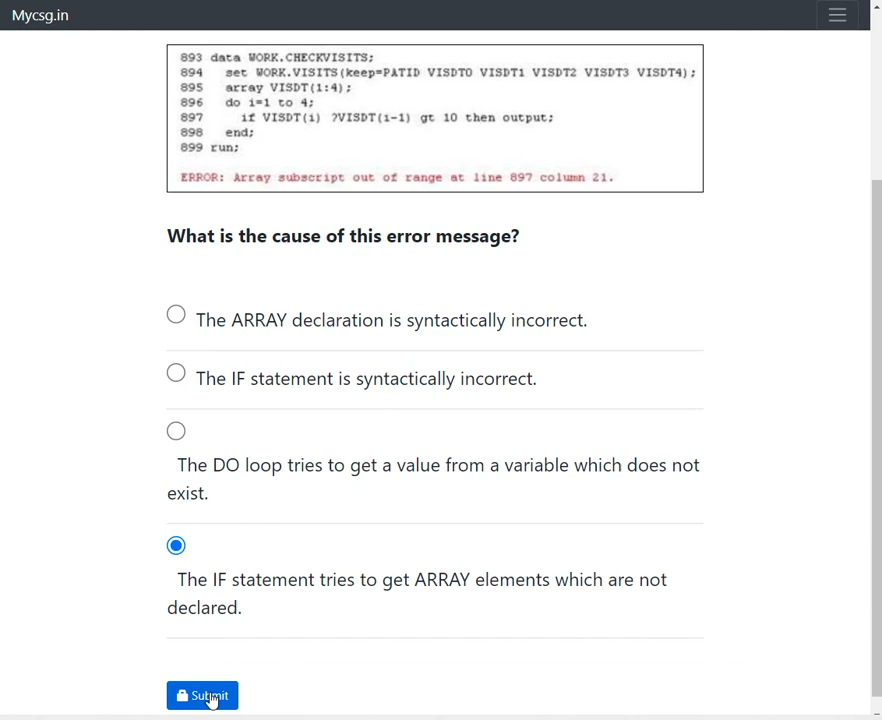 Mycsg.in
893 data WORK.CHECKVISITS;
894 set WORK.VISITS(keep=PATID VISDT0 VISDT1 VISDT2 VISDT3 VISDT4);
895 array VISDT(1:4);
896 do i=1 to 4;
897 if VISDT(i) ?VISDT(i-1) gt 10 then output;
898 end;
899 run;
ERROR: Array subscript out of range at line 897 column 21.
What is the cause of this error message?
The ARRAY declaration is syntactically incorrect.
The IF statement is syntactically incorrect.
The DO loop tries to get a value from a variable which does not
exist.
The IF statement tries to get ARRAY elements which are not
declared.
Submit